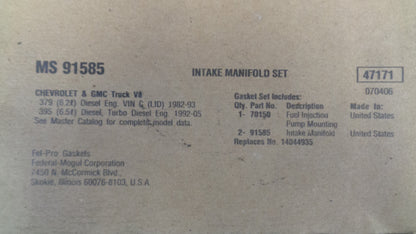 MS 91585
INTAKE MANIFOLD SET
47171
070406
CHEVROLET & GMC Truck V8
379 (6.2ℓ) Diesel Eng. VIN C (LID) 1982-93
395 (6.5ℓ) Diesel, Turbo Diesel Eng. 1992-05
See Master Catalog for complete model data.
Gasket Set Includes: Made In:
Qty. Part No. Description
1- 70150 Fuel Injection United States
Pump Mounting
2- 91585 Intake Manifold United States
Replaces No. 14044935
Fel-Pro Gaskets
Federal-Mogul Corporation
7450 N. McCormick Blvd.,
Skokie, Illinois 60076-8103, U.S.A.